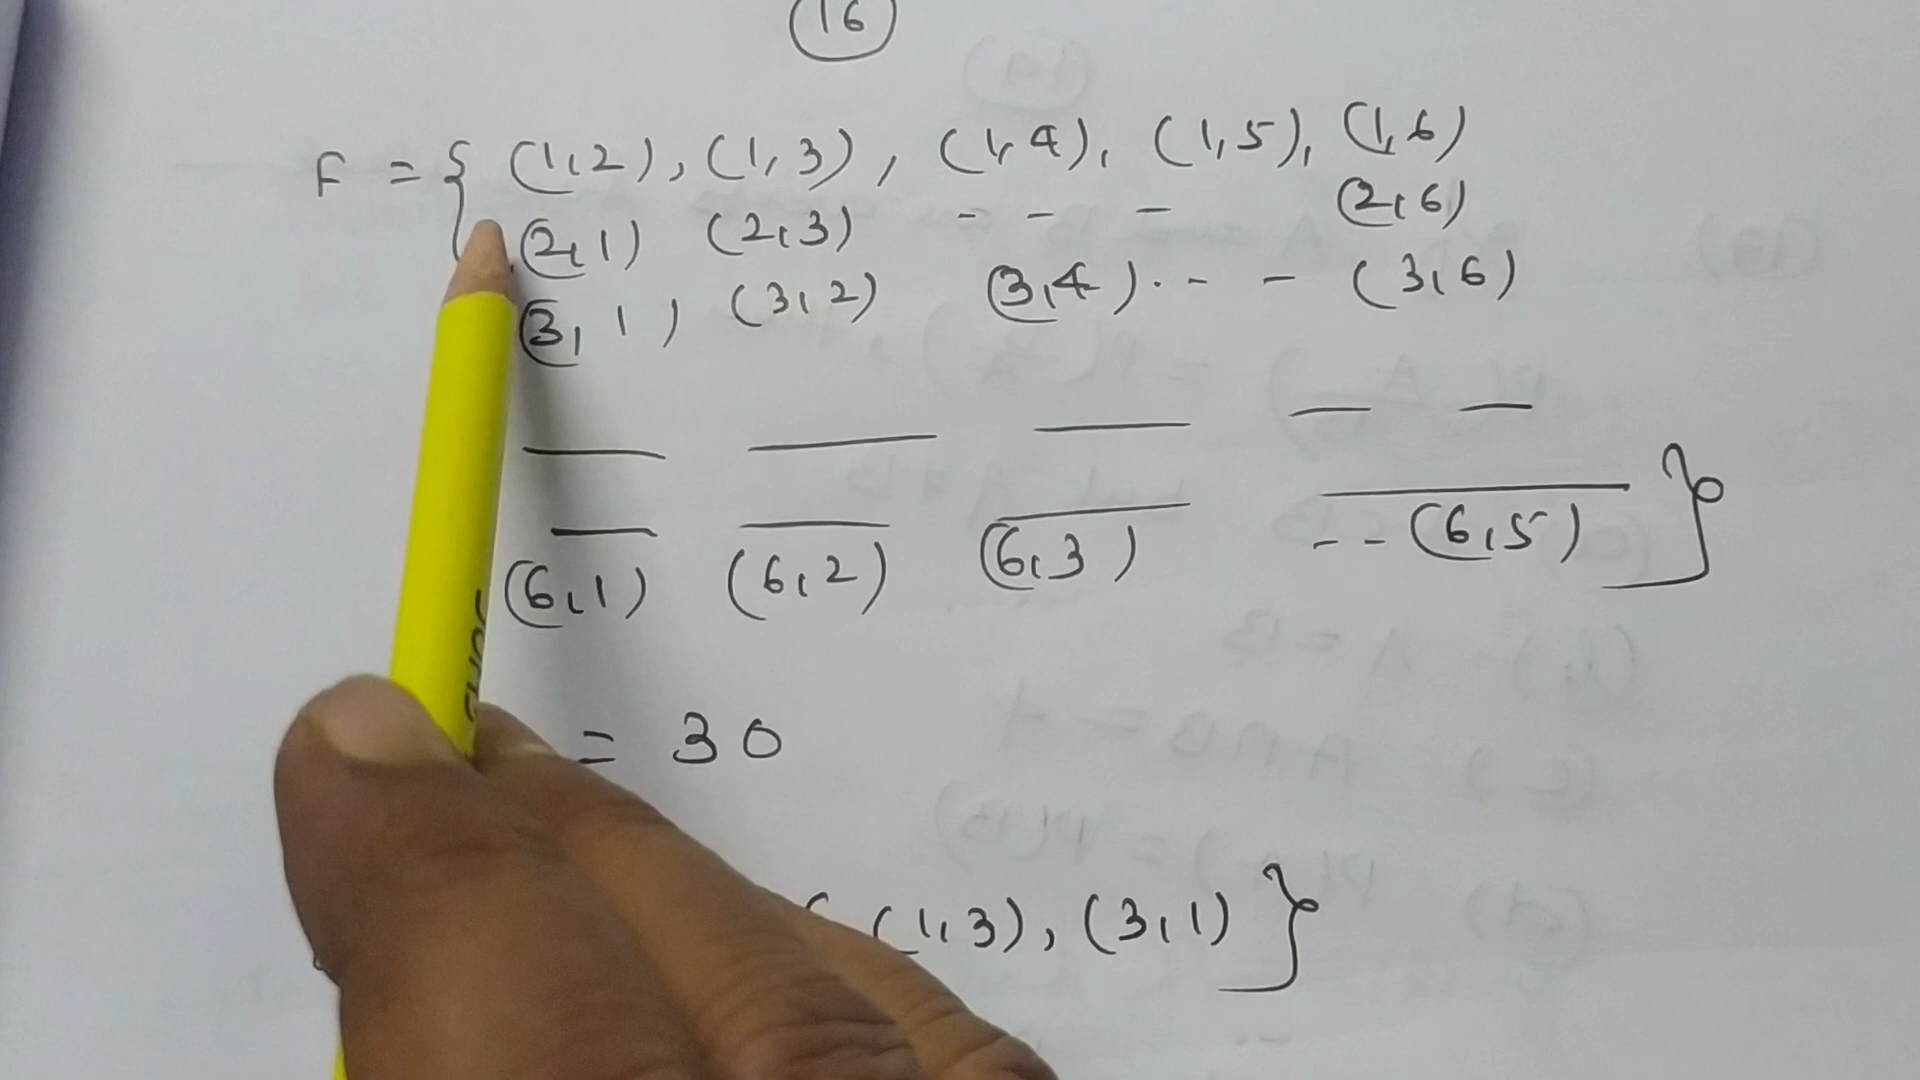 16
F = { (1,2), (1,3), (1,4), (1,5), (1,6)
(2,1) (2,3) - - - (2,6)
(3,1) (3,2) (3,4) . - - (3,6)
(6,1) (6,2) (6,3) - - (6,5) }
= 30
(1,3), (3,1) }